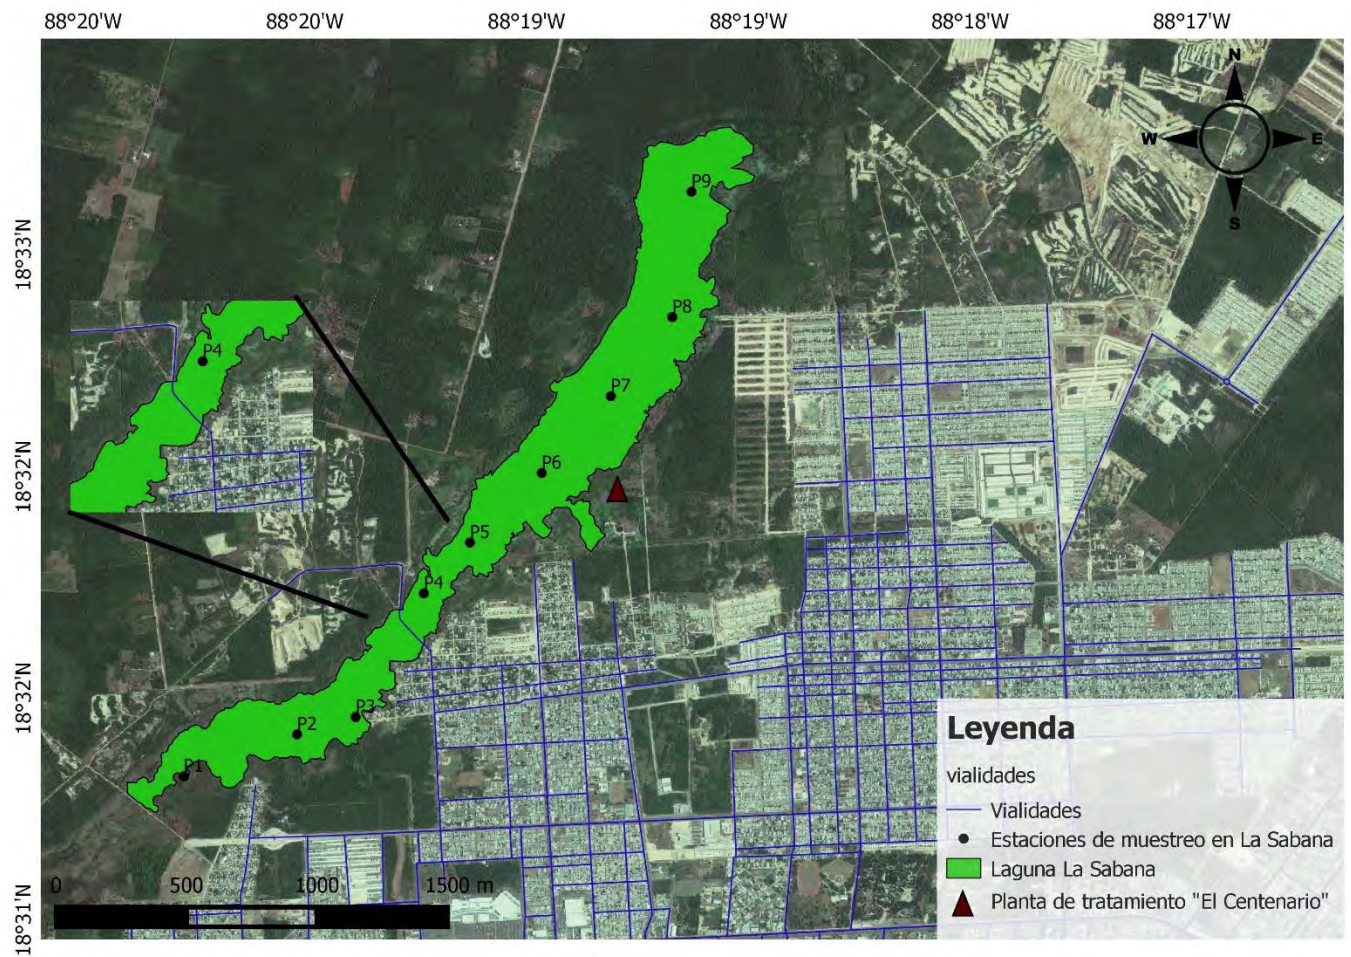 88°20'W 88°20'W 88°19'W 88°19'W 88°18'W 88°17'W
N
W E
S
P9
18°33'N
P8
P4
P7
18°32'N
P6
P5
P4
18°32'N
P3
P2
P1
Leyenda
vialidades
Vialidades
Estaciones de muestreo en La Sabana
Laguna La Sabana
Planta de tratamiento "El Centenario"
0 500 1000 1500 m
18°31'N